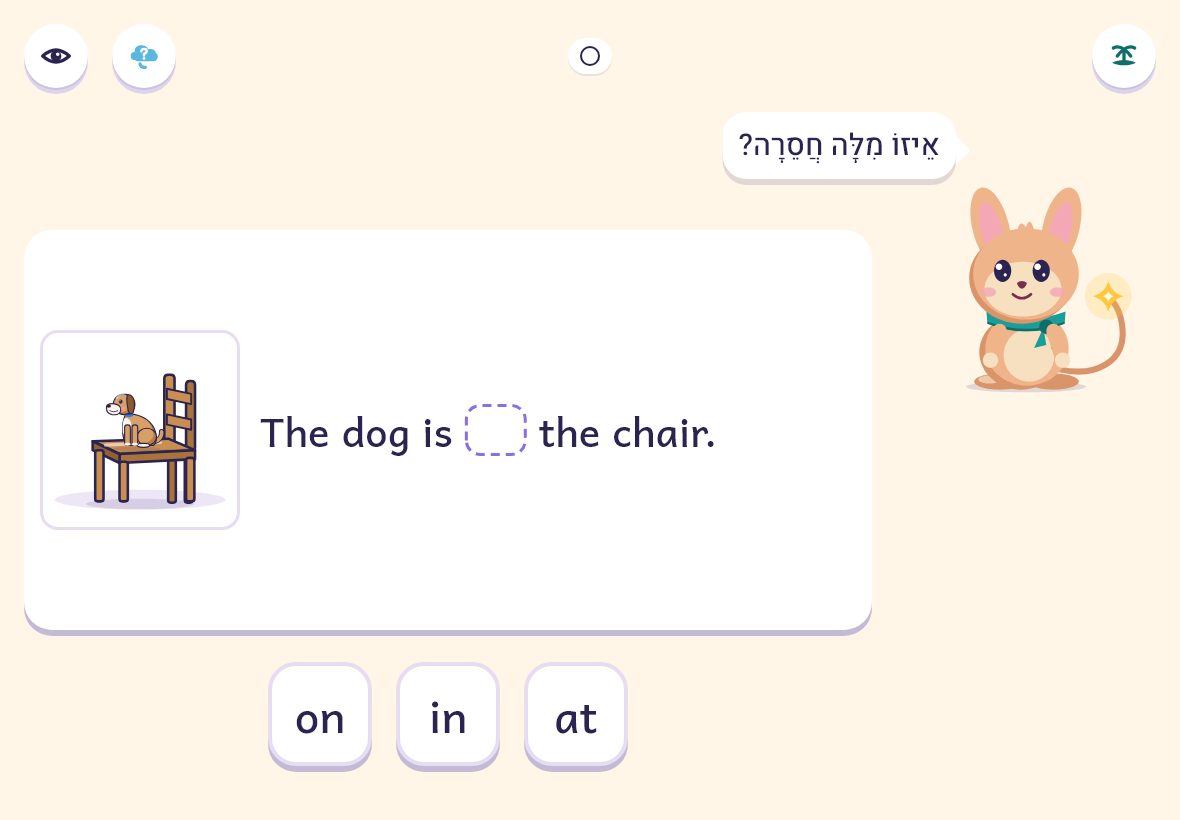 ?
אֵיזוֹ מִלָּה חֲסֵרָה?
The dog is the chair.
on
in
at